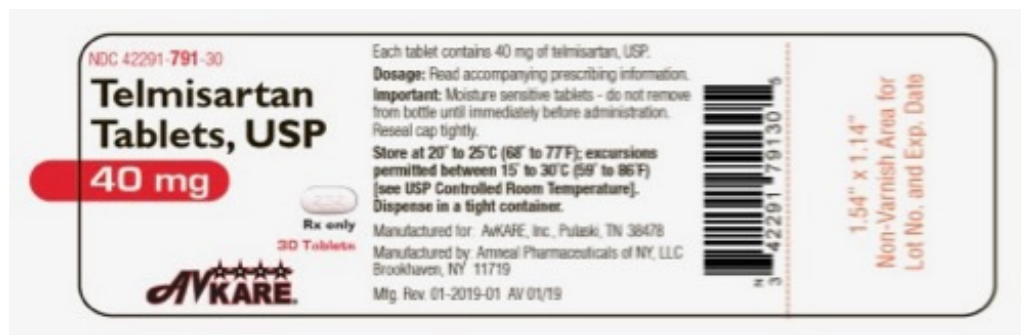 NDC 42291-791-30
Telmisartan
Tablets, USP
40 mg
Rx only
30 Tablets
AVKARE®
Each tablet contains 40 mg of telmisartan, USP.
Dosage: Read accompanying prescribing information.
Important: Moisture sensitive tablets - do not remove
from bottle until immediately before administration.
Reseal cap tightly.
Store at 20° to 25°C (68° to 77°F); excursions
permitted between 15° to 30°C (59° to 86°F)
[see USP Controlled Room Temperature].
Dispense in a tight container.
Manufactured for: AvKARE, Inc., Pulaski, TN 38478
Manufactured by: Amneal Pharmaceuticals of NY, LLC
Brookhaven, NY 11719
Mfg. Rev. 01-2019-01 AV 01/19
N
3 42291 79130 5
1.54" x 1.14"
Non-Varnish Area for
Lot No. and Exp. Date